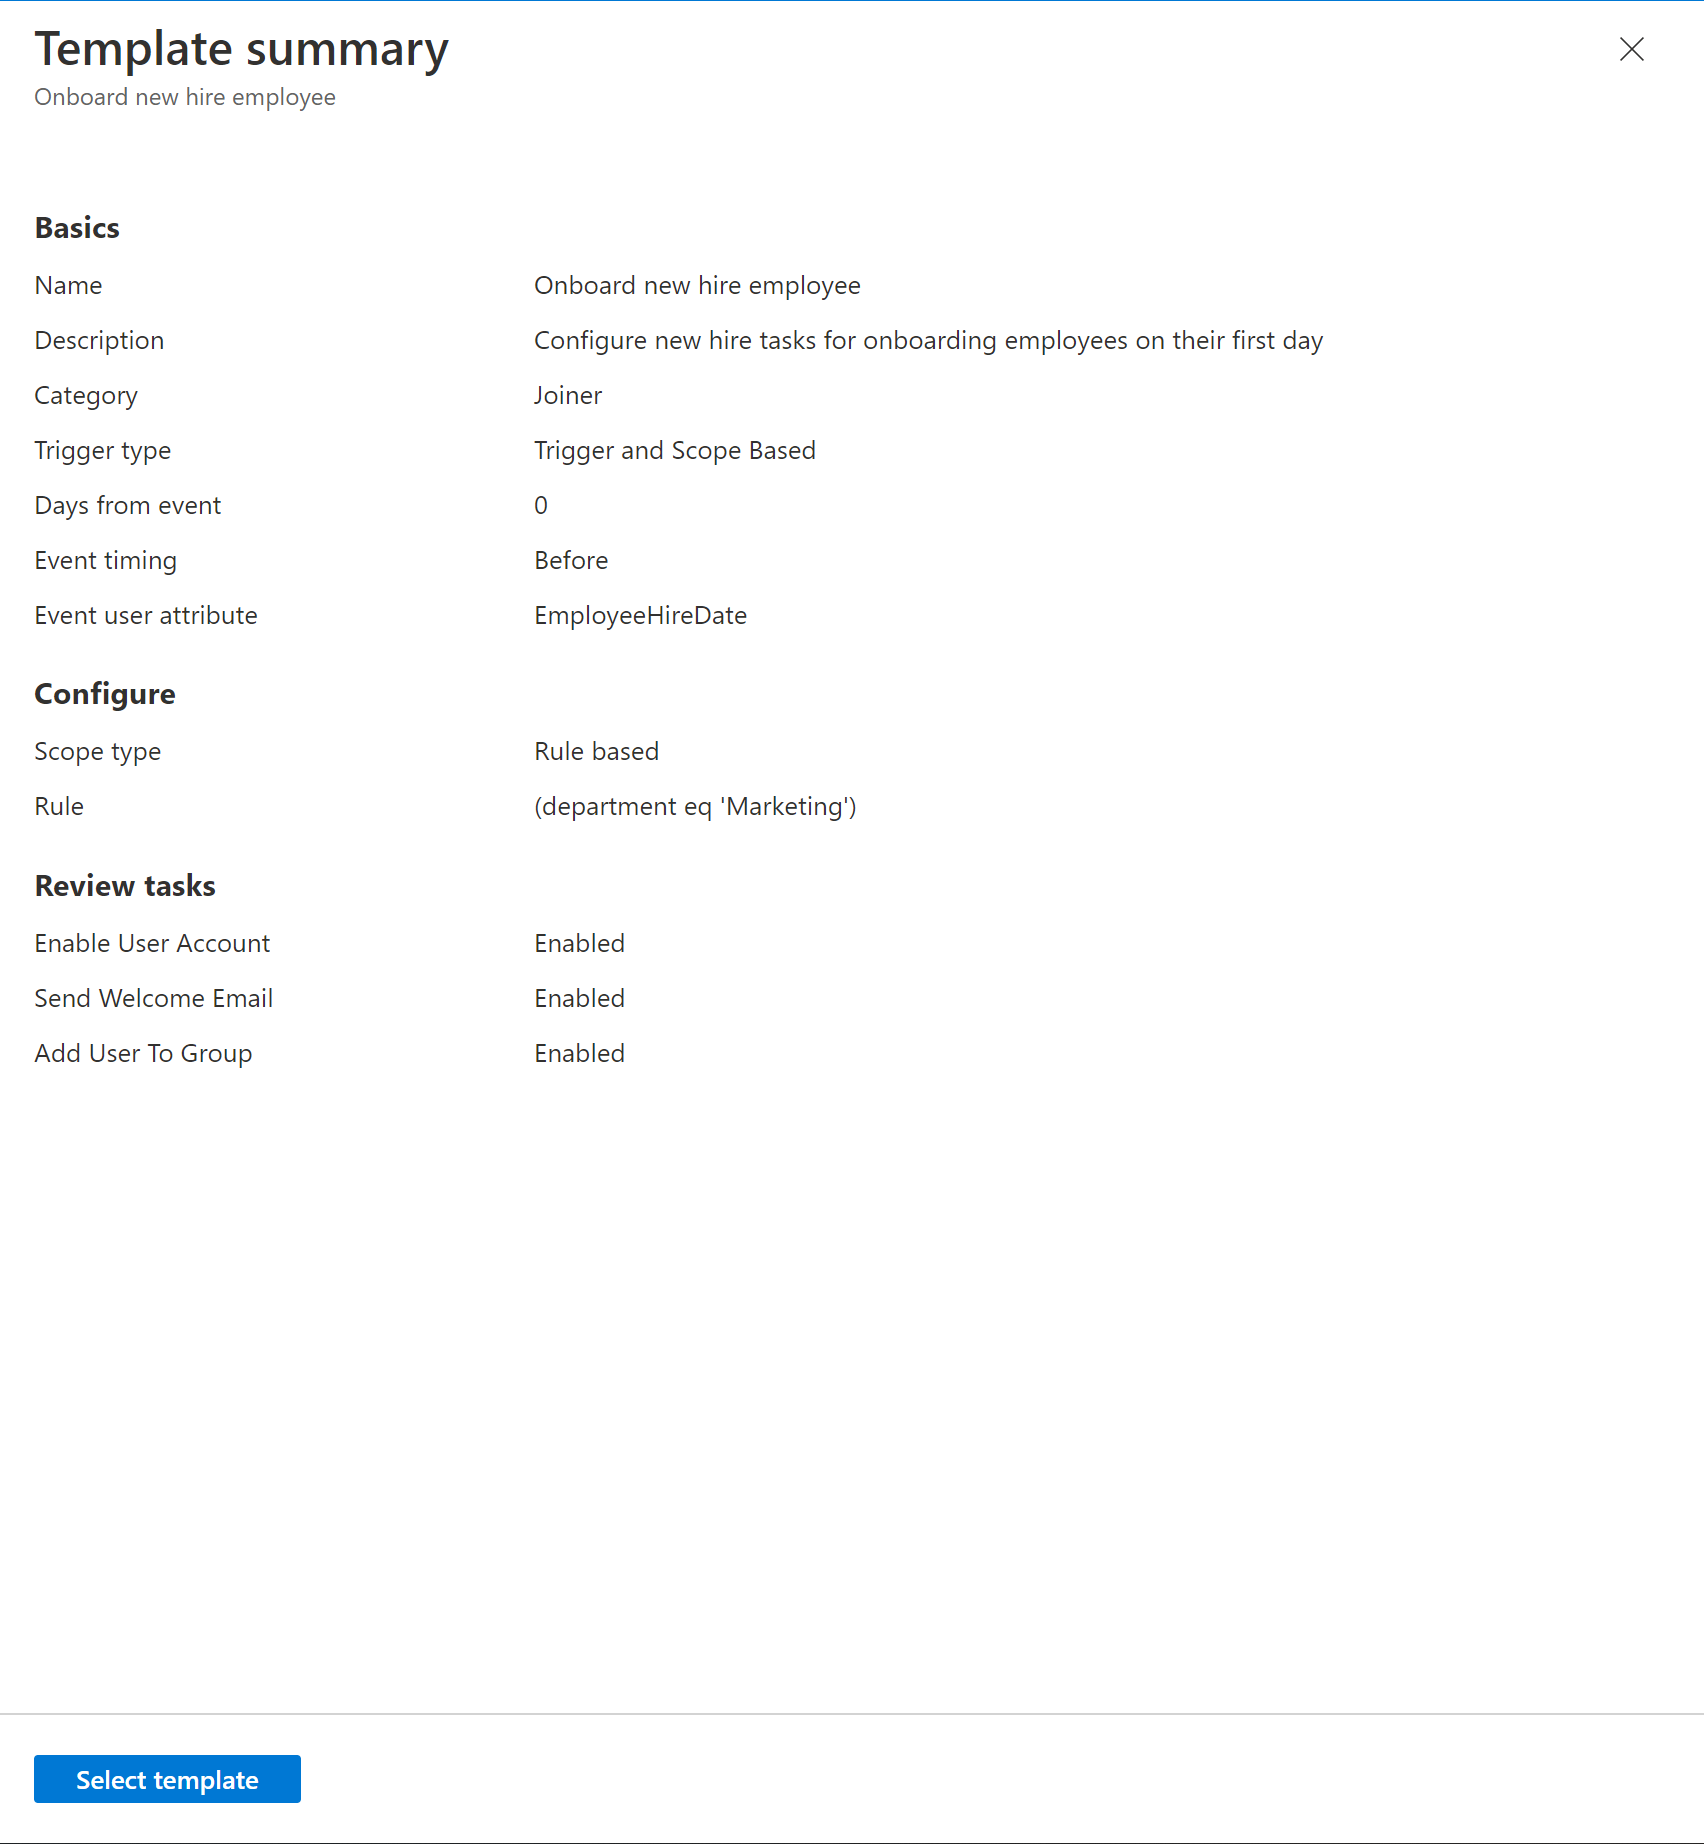 Template summary
Onboard new hire employee
Basics
Name Onboard new hire employee
Description Configure new hire tasks for onboarding employees on their first day
Category Joiner
Trigger type Trigger and Scope Based
Days from event 0
Event timing Before
Event user attribute EmployeeHireDate
Configure
Scope type Rule based
Rule (department eq 'Marketing')
Review tasks
Enable User Account Enabled
Send Welcome Email Enabled
Add User To Group Enabled
Select template